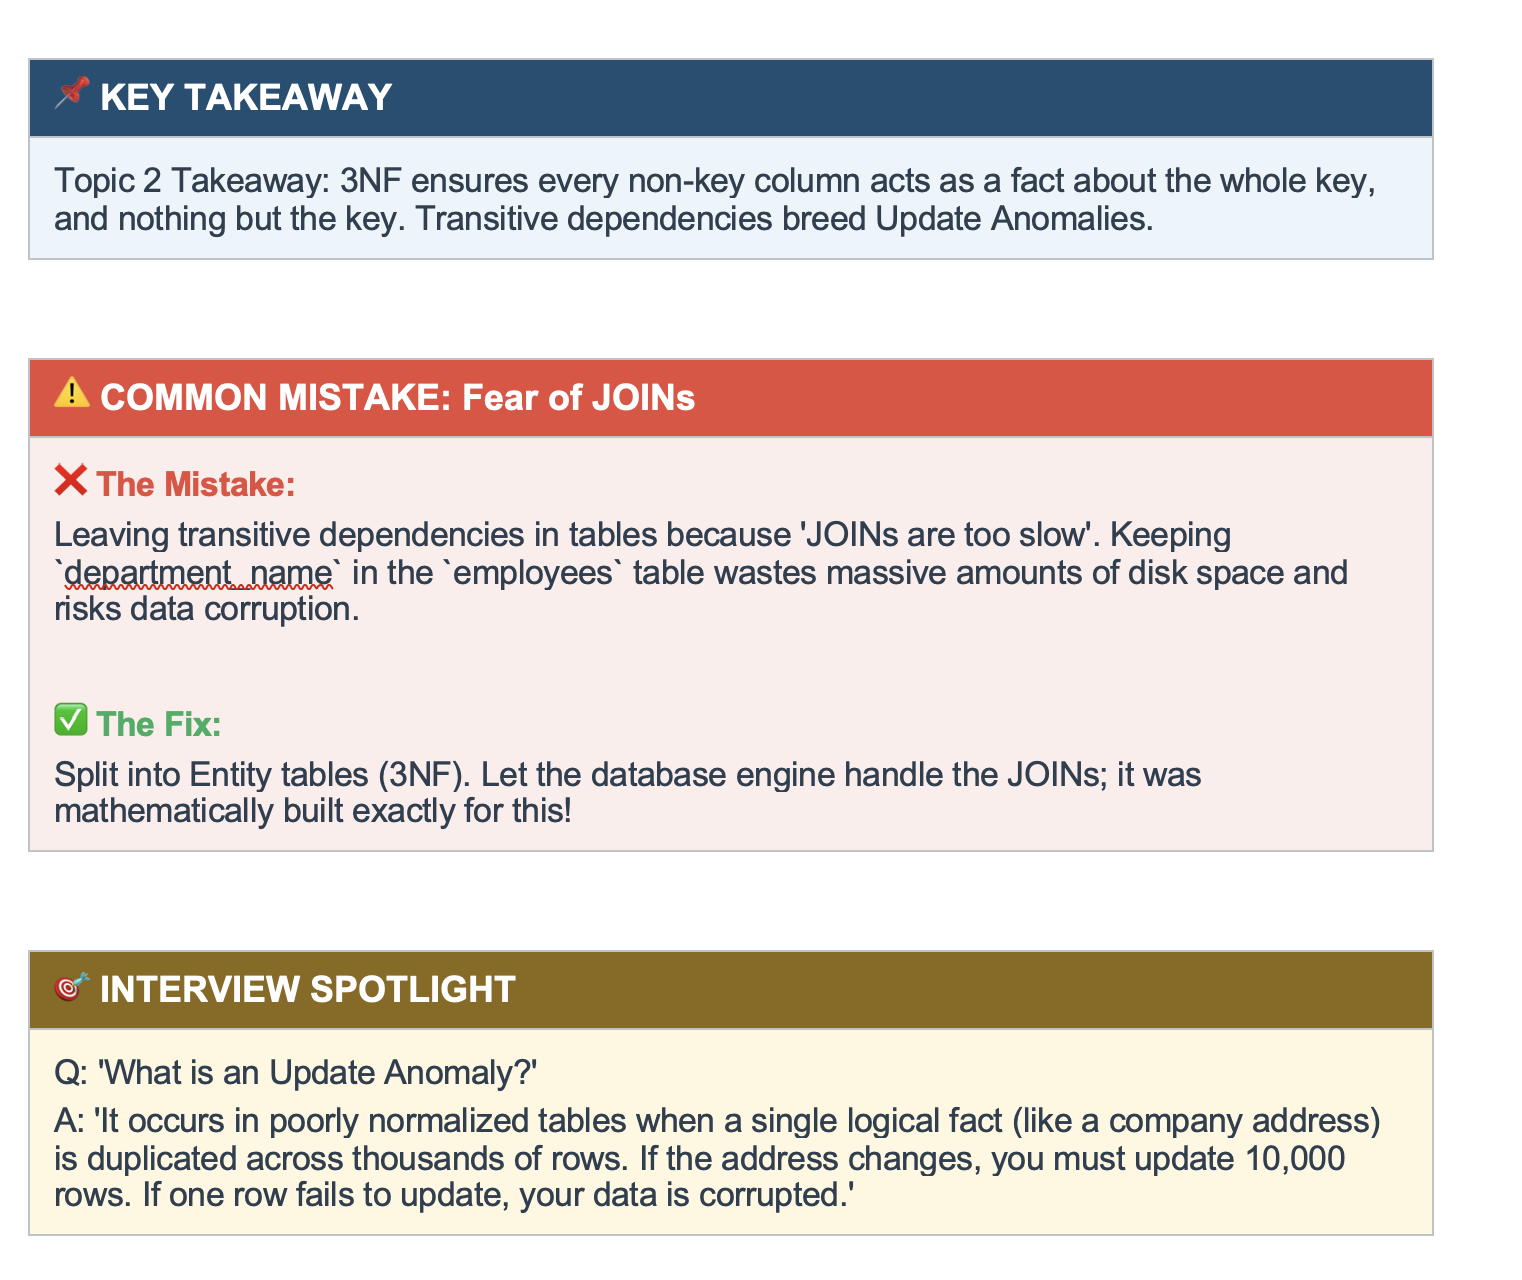 📌 KEY TAKEAWAY
Topic 2 Takeaway: 3NF ensures every non-key column acts as a fact about the whole key,
and nothing but the key. Transitive dependencies breed Update Anomalies.
⚠️ COMMON MISTAKE: Fear of JOINs
❌ The Mistake:
Leaving transitive dependencies in tables because 'JOINs are too slow'. Keeping
`department_name` in the `employees` table wastes massive amounts of disk space and
risks data corruption.
✅ The Fix:
Split into Entity tables (3NF). Let the database engine handle the JOINs; it was
mathematically built exactly for this!
🎯 INTERVIEW SPOTLIGHT
Q: 'What is an Update Anomaly?'
A: 'It occurs in poorly normalized tables when a single logical fact (like a company address)
is duplicated across thousands of rows. If the address changes, you must update 10,000
rows. If one row fails to update, your data is corrupted.'